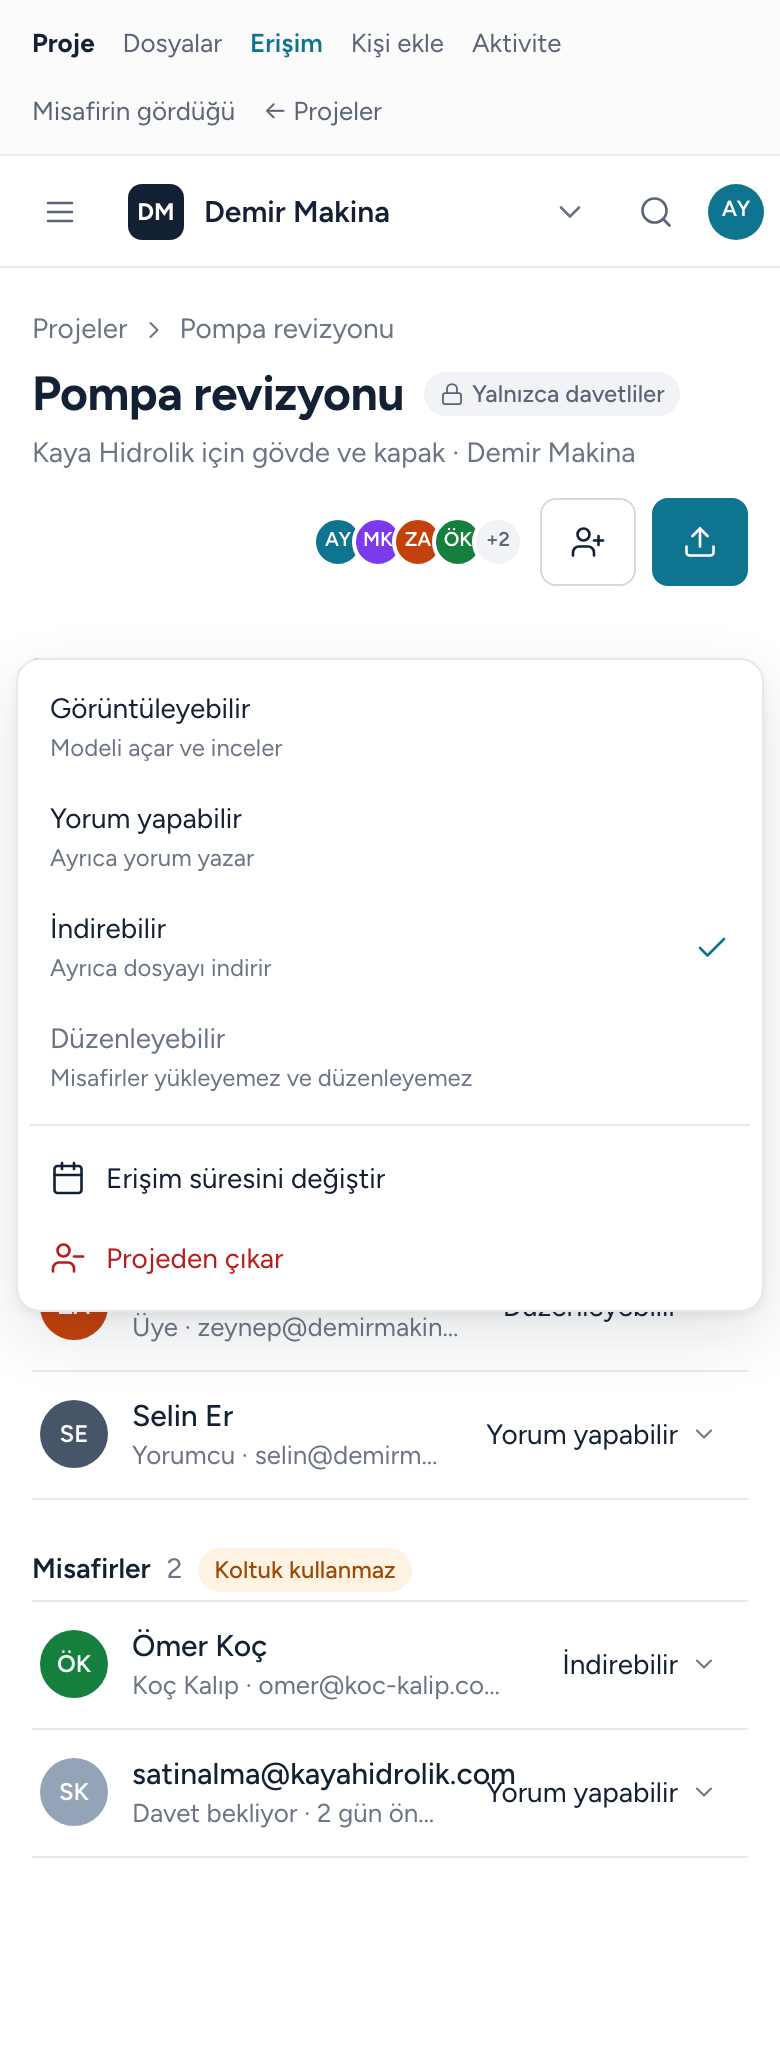 Proje Dosyalar Erişim Kişi ekle Aktivite
Misafirin gördüğü ← Projeler
DM Demir Makina AY
Projeler > Pompa revizyonu
Pompa revizyonu Yalnızca davetliler
Kaya Hidrolik için gövde ve kapak · Demir Makina
AY MK ZA ÖK +2
Görüntüleyebilir
Modeli açar ve inceler
Yorum yapabilir
Ayrıca yorum yazar
İndirebilir
Ayrıca dosyayı indirir
Düzenleyebilir
Misafirler yükleyemez ve düzenleyemez
Erişim süresini değiştir
Projeden çıkar
Düzenleyebilir
Üye · zeynep@demirmakin...
SE Selin Er
Yorumcu · selin@demirm... Yorum yapabilir
Misafirler 2 Koltuk kullanmaz
ÖK Ömer Koç
Koç Kalıp · omer@koc-kalip.co... İndirebilir
SK satinalma@kayahidrolik.com
Davet bekliyor · 2 gün ön... Yorum yapabilir